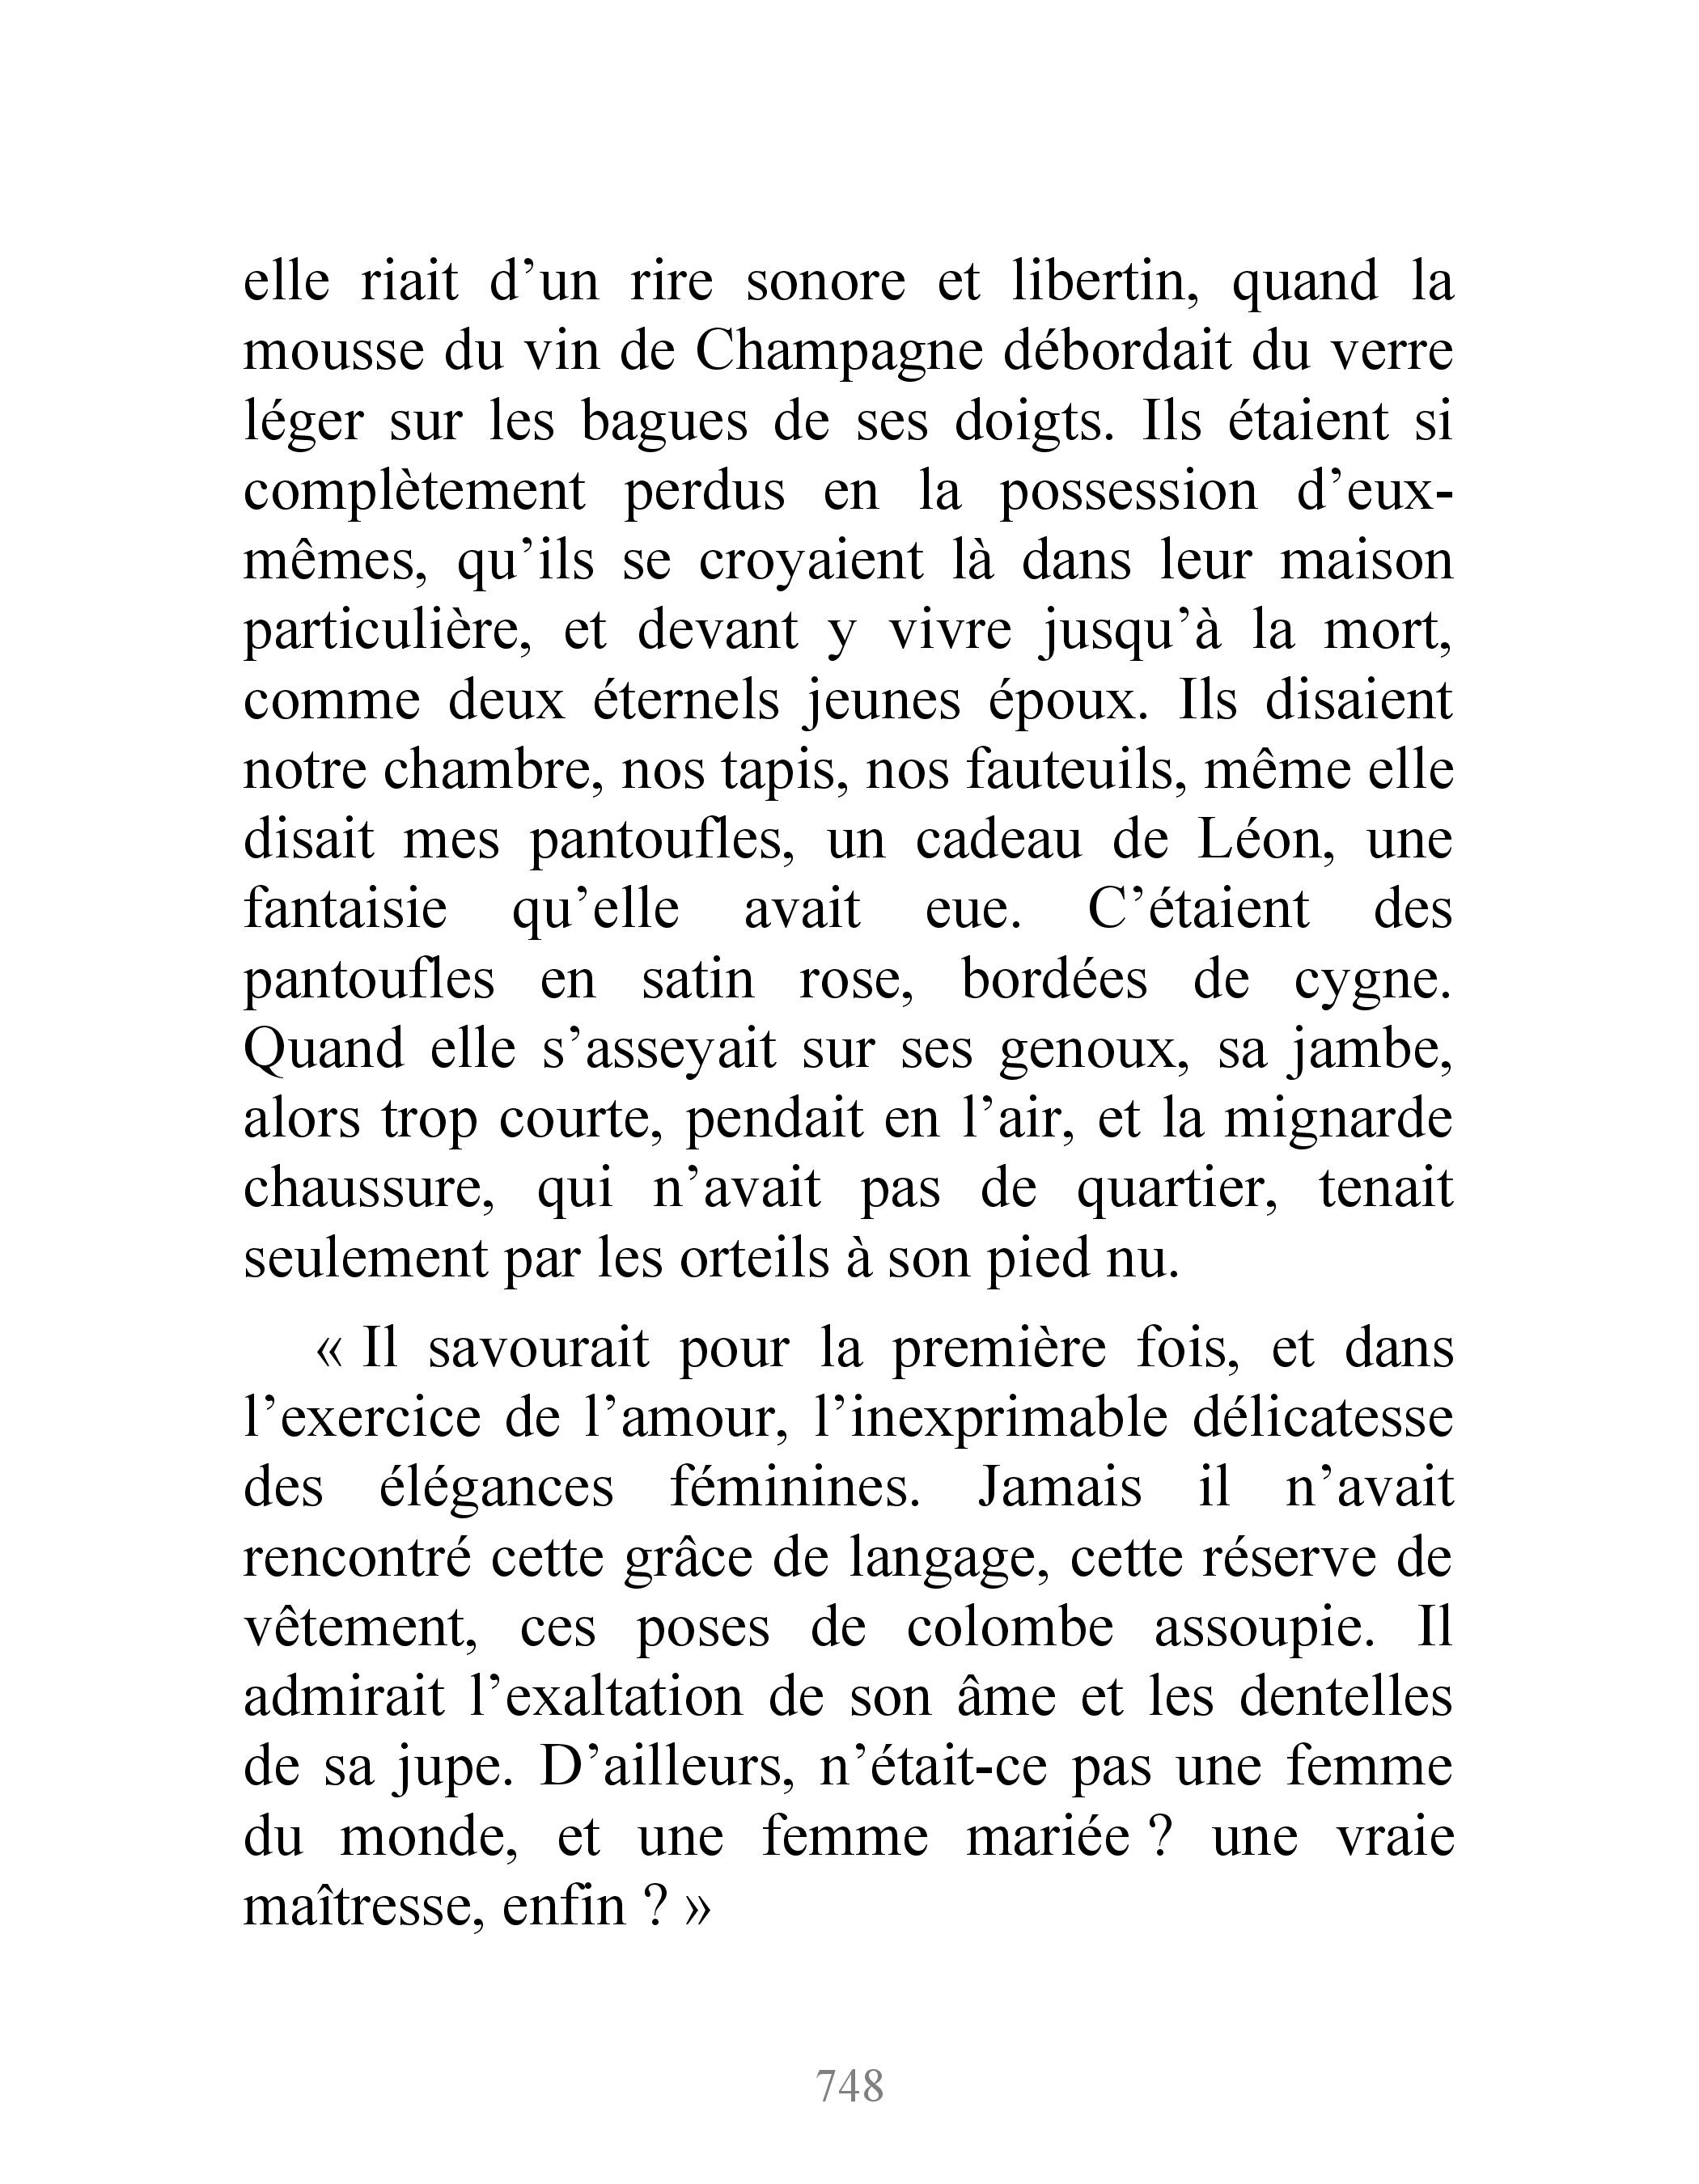 elle riait d’un rire sonore et libertin, quand la
mousse du vin de Champagne débordait du verre
léger sur les bagues de ses doigts. Ils étaient si
complètement perdus en la possession d’eux-
mêmes, qu’ils se croyaient là dans leur maison
particulière, et devant y vivre jusqu’à la mort,
comme deux éternels jeunes époux. Ils disaient
notre chambre, nos tapis, nos fauteuils, même elle
disait mes pantoufles, un cadeau de Léon, une
fantaisie qu’elle avait eue. C’étaient des
pantoufles en satin rose, bordées de cygne.
Quand elle s’asseyait sur ses genoux, sa jambe,
alors trop courte, pendait en l’air, et la mignarde
chaussure, qui n’avait pas de quartier, tenait
seulement par les orteils à son pied nu.
« Il savourait pour la première fois, et dans
l’exercice de l’amour, l’inexprimable délicatesse
des élégances féminines. Jamais il n’avait
rencontré cette grâce de langage, cette réserve de
vêtement, ces poses de colombe assoupie. Il
admirait l’exaltation de son âme et les dentelles
de sa jupe. D’ailleurs, n’était-ce pas une femme
du monde, et une femme mariée ? une vraie
maîtresse, enfin ? »
748